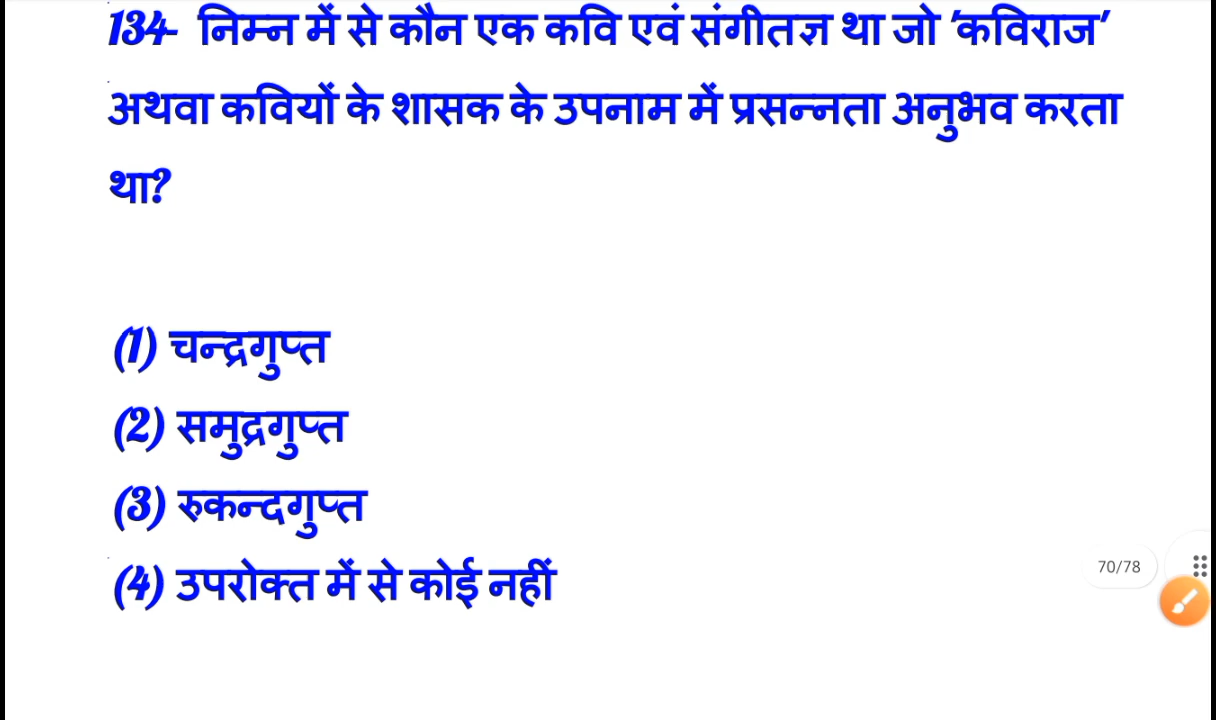 134- निम्न में से कौन एक कवि एवं संगीतज्ञ था जो 'कविराज'
अथवा कवियों के शासक के उपनाम में प्रसन्नता अनुभव करता
था?
(1) चन्द्रगुप्त
(2) समुद्रगुप्त
(3) रुकन्दगुप्त
(4) उपरोक्त में से कोई नहीं
70/78